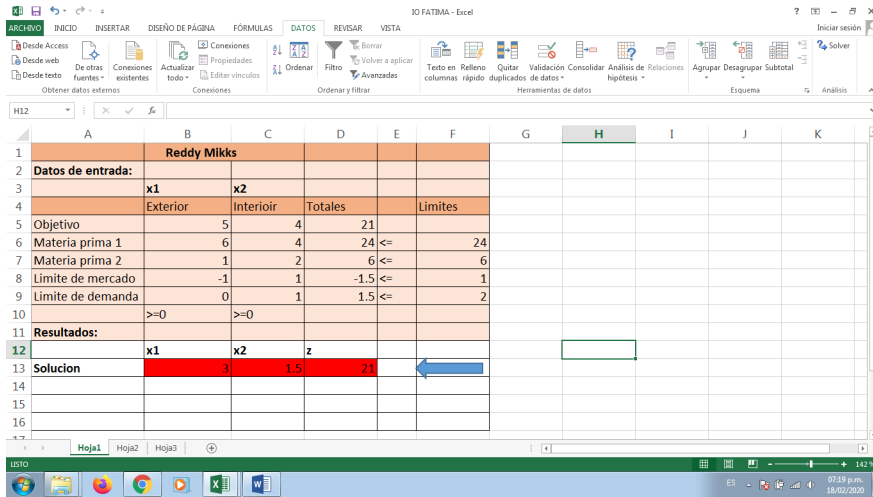 IO FATIMA - Excel
?
Iniciar sesión
ARCHIVO INICIO INSERTAR DISEÑO DE PÁGINA FÓRMULAS DATOS REVISAR VISTA
Desde Access
Desde web
Desde texto
De otras fuentes
Conexiones existentes
Obtener datos externos
Actualizar todo
Conexiones
Propiedades
Editar vínculos
Conexiones
Ordenar
Filtro
Borrar
Volver a aplicar
Avanzadas
Ordenar y filtrar
Texto en columnas
Relleno rápido
Quitar duplicados
Validación de datos
Consolidar
Análisis de hipótesis
Relaciones
Herramientas de datos
Agrupar
Desagrupar
Subtotal
Esquema
Solver
Análisis
H12 fx
A B C D E F G H I J K
1 Reddy Mikks
2 Datos de entrada:
3 x1 x2
4 Exterior Interioir Totales Limites
5 Objetivo 5 4 21
6 Materia prima 1 6 4 24 <= 24
7 Materia prima 2 1 2 6 <= 6
8 Limite de mercado -1 1 -1.5 <= 1
9 Limite de demanda 0 1 1.5 <= 2
10 >=0 >=0
11 Resultados:
12 x1 x2 z
13 Solucion 3 1.5 21
14
15
16
17
Hoja1 Hoja2 Hoja3
LISTO 142 %
ES 07:19 p.m.
18/02/2020